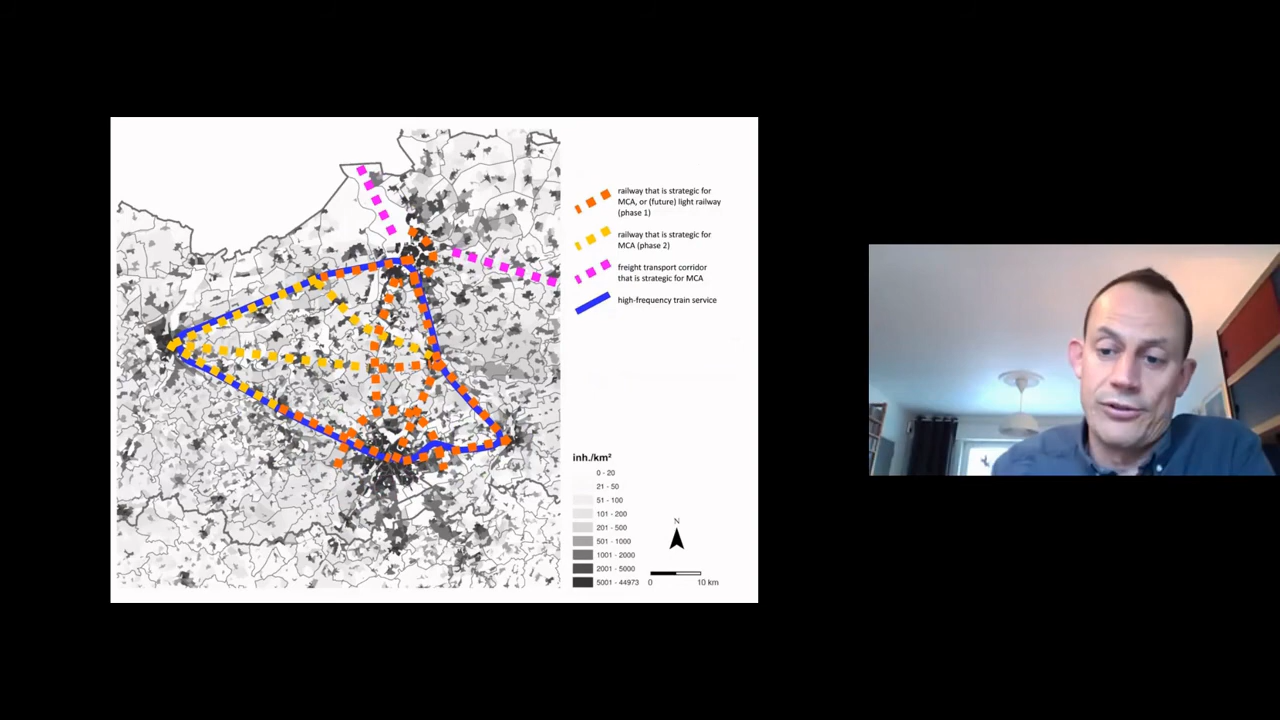 railway that is strategic for
MCA, or (future) light railway
(phase 1)
railway that is strategic for
MCA (phase 2)
freight transport corridor
that is strategic for MCA
high-frequency train service
inh./km²
0 - 20
21 - 50
51 - 100
101 - 200
201 - 500
501 - 1000
1001 - 2000
2001 - 5000
5001 - 44973
N
0 10 km